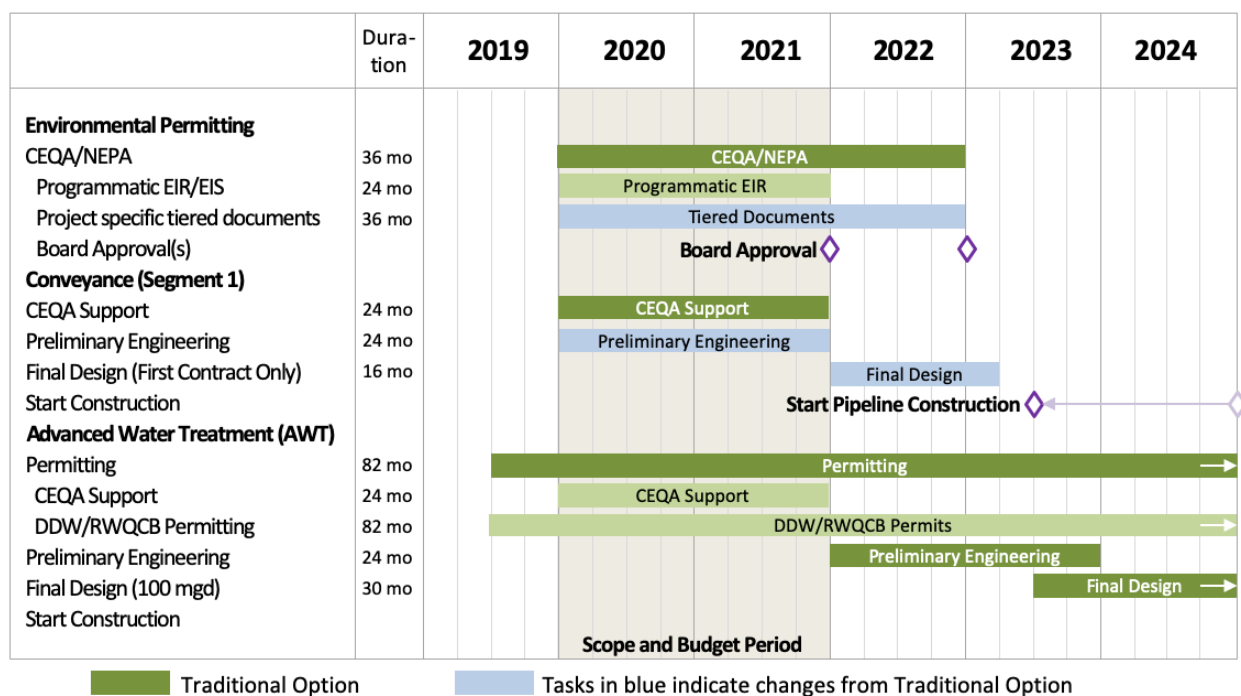 Dura-
tion
2019 2020 2021 2022 2023 2024
Environmental Permitting
CEQA/NEPA 36 mo CEQA/NEPA
Programmatic EIR/EIS 24 mo Programmatic EIR
Project specific tiered documents 36 mo Tiered Documents
Board Approval(s) Board Approval
Conveyance (Segment 1)
CEQA Support 24 mo CEQA Support
Preliminary Engineering 24 mo Preliminary Engineering
Final Design (First Contract Only) 16 mo Final Design
Start Construction Start Pipeline Construction
Advanced Water Treatment (AWT)
Permitting 82 mo Permitting
CEQA Support 24 mo CEQA Support
DDW/RWQCB Permitting 82 mo DDW/RWQCB Permits
Preliminary Engineering 24 mo Preliminary Engineering
Final Design (100 mgd) 30 mo Final Design
Start Construction
Scope and Budget Period
Traditional Option Tasks in blue indicate changes from Traditional Option